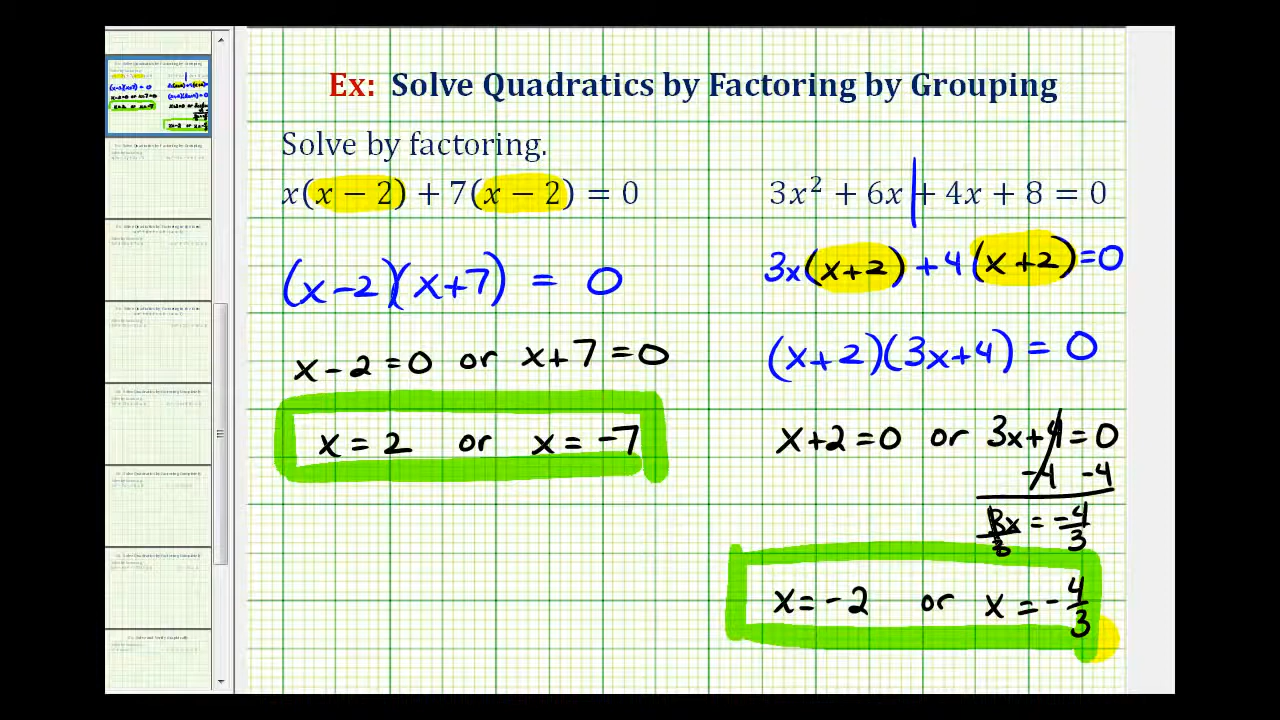 Ex: Solve Quadratics by Factoring by Grouping
Solve by factoring.
x(x − 2) + 7(x − 2) = 0
(x-2)(x+7) = 0
x-2=0 or x+7=0
x = 2 or x = -7
3x² + 6x + 4x + 8 = 0
3x(x+2) +4(x+2)=0
(x+2)(3x+4) = 0
x+2=0 or 3x+4=0
-4 -4
3x/3 = -4/3
x=-2 or x = -4/3